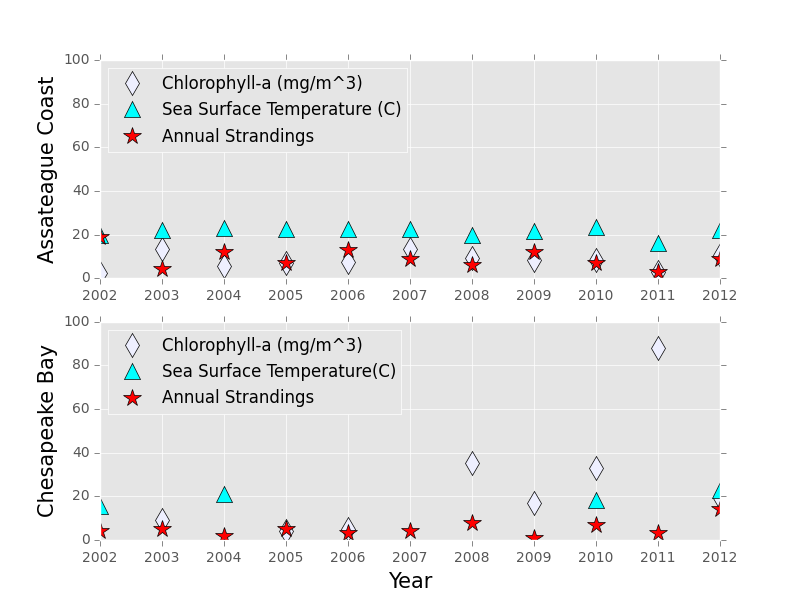 Assateague Coast
100
80
60
40
20
0
Chlorophyll-a (mg/m^3)
Sea Surface Temperature (C)
Annual Strandings
2002 2003 2004 2005 2006 2007 2008 2009 2010 2011 2012
Chesapeake Bay
100
80
60
40
20
0
Chlorophyll-a (mg/m^3)
Sea Surface Temperature(C)
Annual Strandings
2002 2003 2004 2005 2006 2007 2008 2009 2010 2011 2012
Year